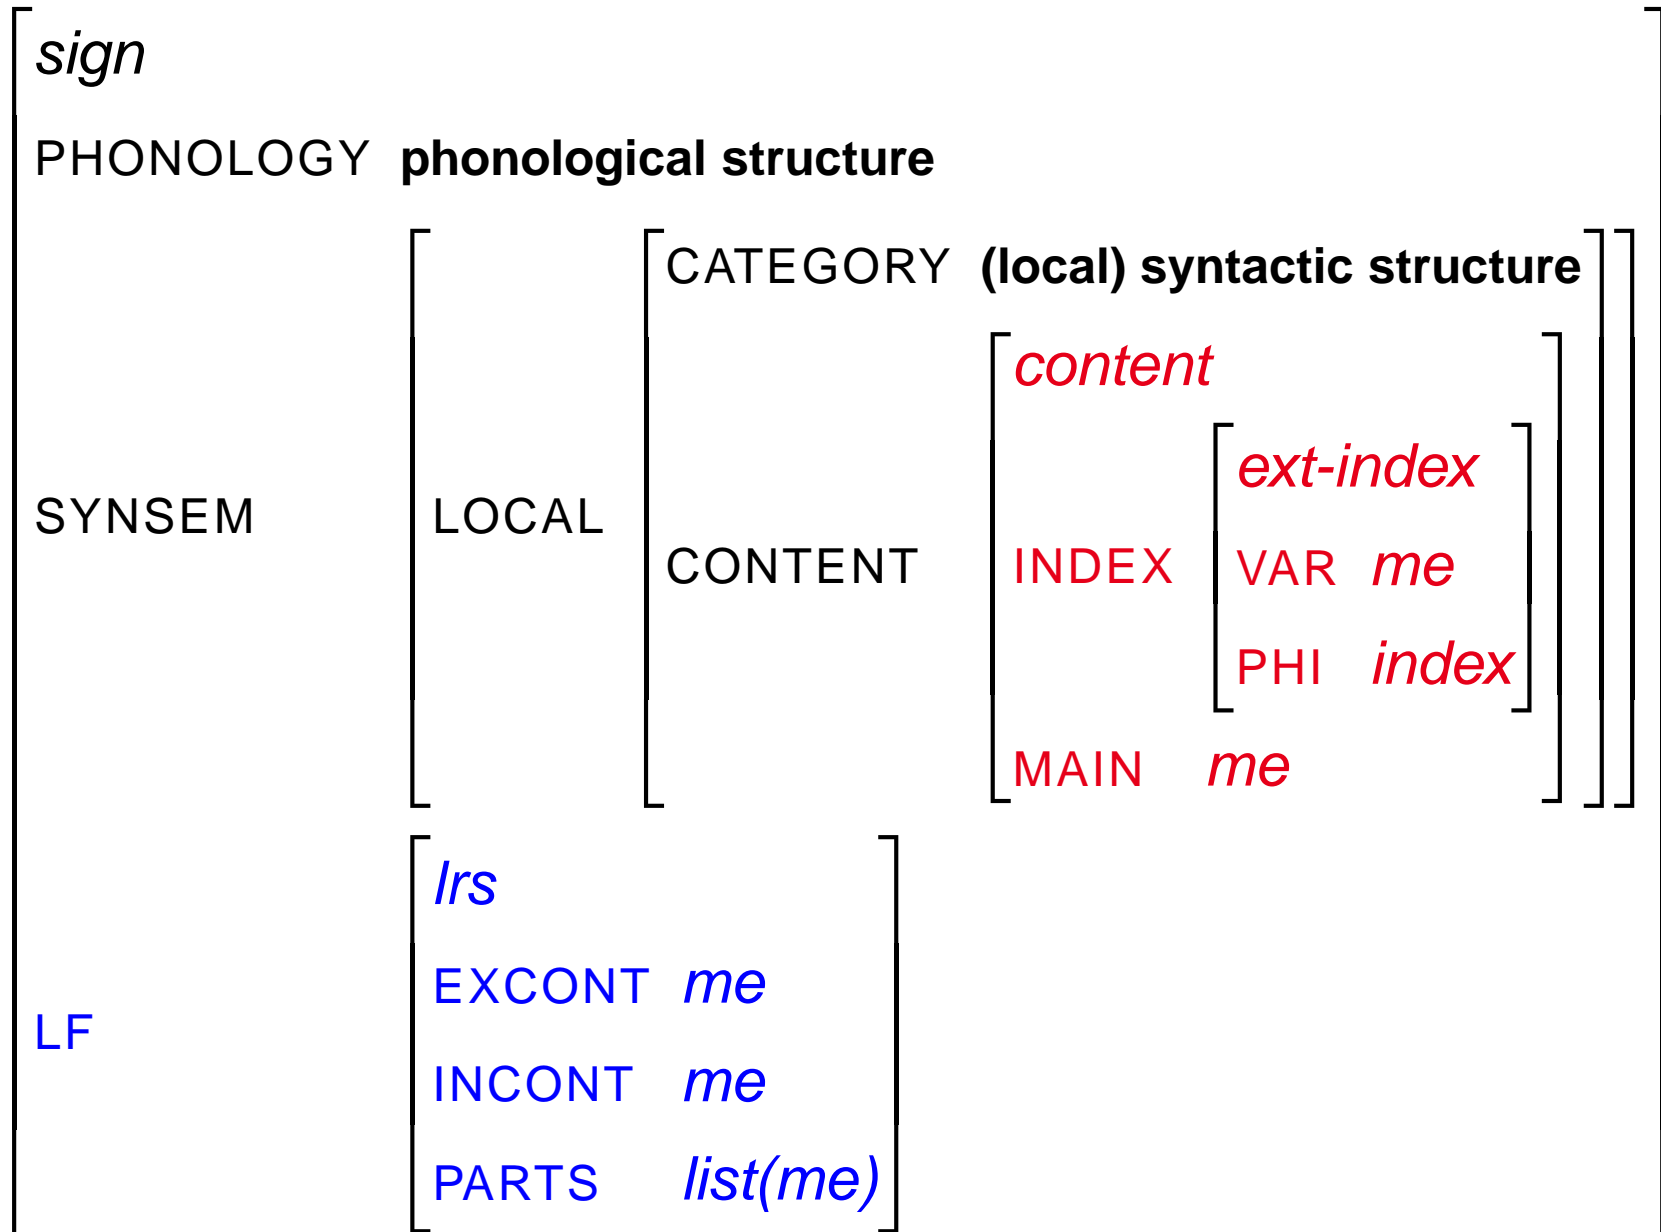 sign
PHONOLOGY phonological structure
CATEGORY (local) syntactic structure
content
ext-index
SYNSEM LOCAL
CONTENT INDEX VAR me
PHI index
MAIN me
lrs
EXCONT me
LF
INCONT me
PARTS list(me)